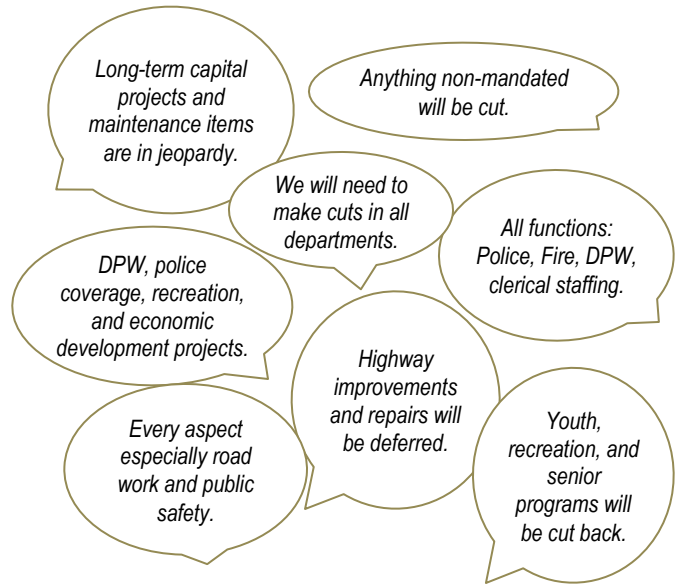 Long-term capital
projects and
maintenance items
are in jeopardy.
Anything non-mandated
will be cut.
We will need to
make cuts in all
departments.
All functions:
Police, Fire, DPW,
clerical staffing.
DPW, police
coverage, recreation,
and economic
development projects.
Highway
improvements
and repairs will
be deferred.
Every aspect
especially road
work and public
safety.
Youth,
recreation, and
senior
programs will
be cut back.